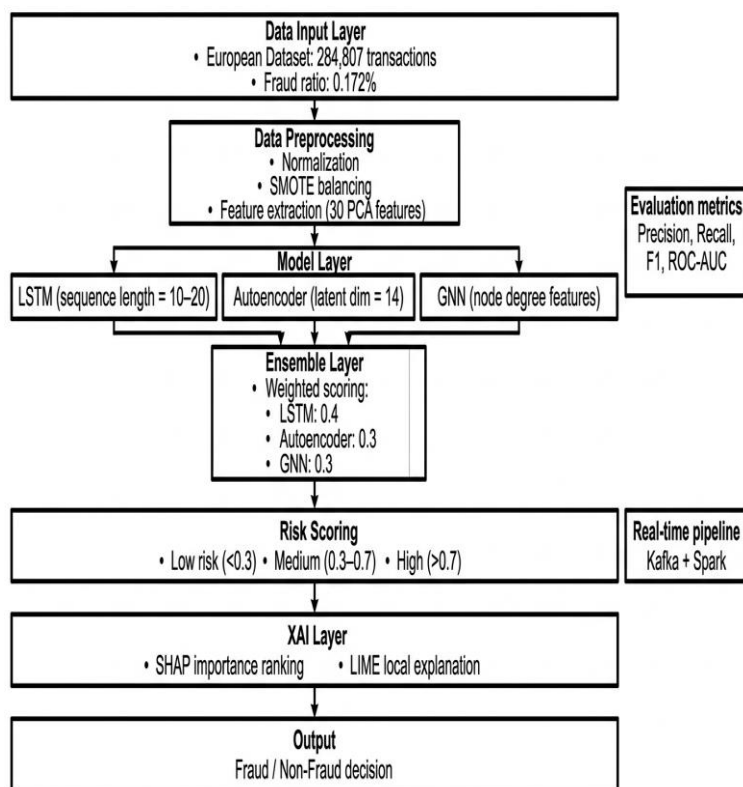 Data Input Layer
• European Dataset: 284,807 transactions
• Fraud ratio: 0.172%
Data Preprocessing
• Normalization
• SMOTE balancing
• Feature extraction (30 PCA features)
Evaluation metrics
Precision, Recall,
F1, ROC-AUC
Model Layer
LSTM (sequence length = 10–20)
Autoencoder (latent dim = 14)
GNN (node degree features)
Ensemble Layer
• Weighted scoring:
• LSTM: 0.4
• Autoencoder: 0.3
• GNN: 0.3
Risk Scoring
• Low risk (<0.3) • Medium (0.3–0.7) • High (>0.7)
Real-time pipeline
Kafka + Spark
XAI Layer
• SHAP importance ranking • LIME local explanation
Output
Fraud / Non-Fraud decision